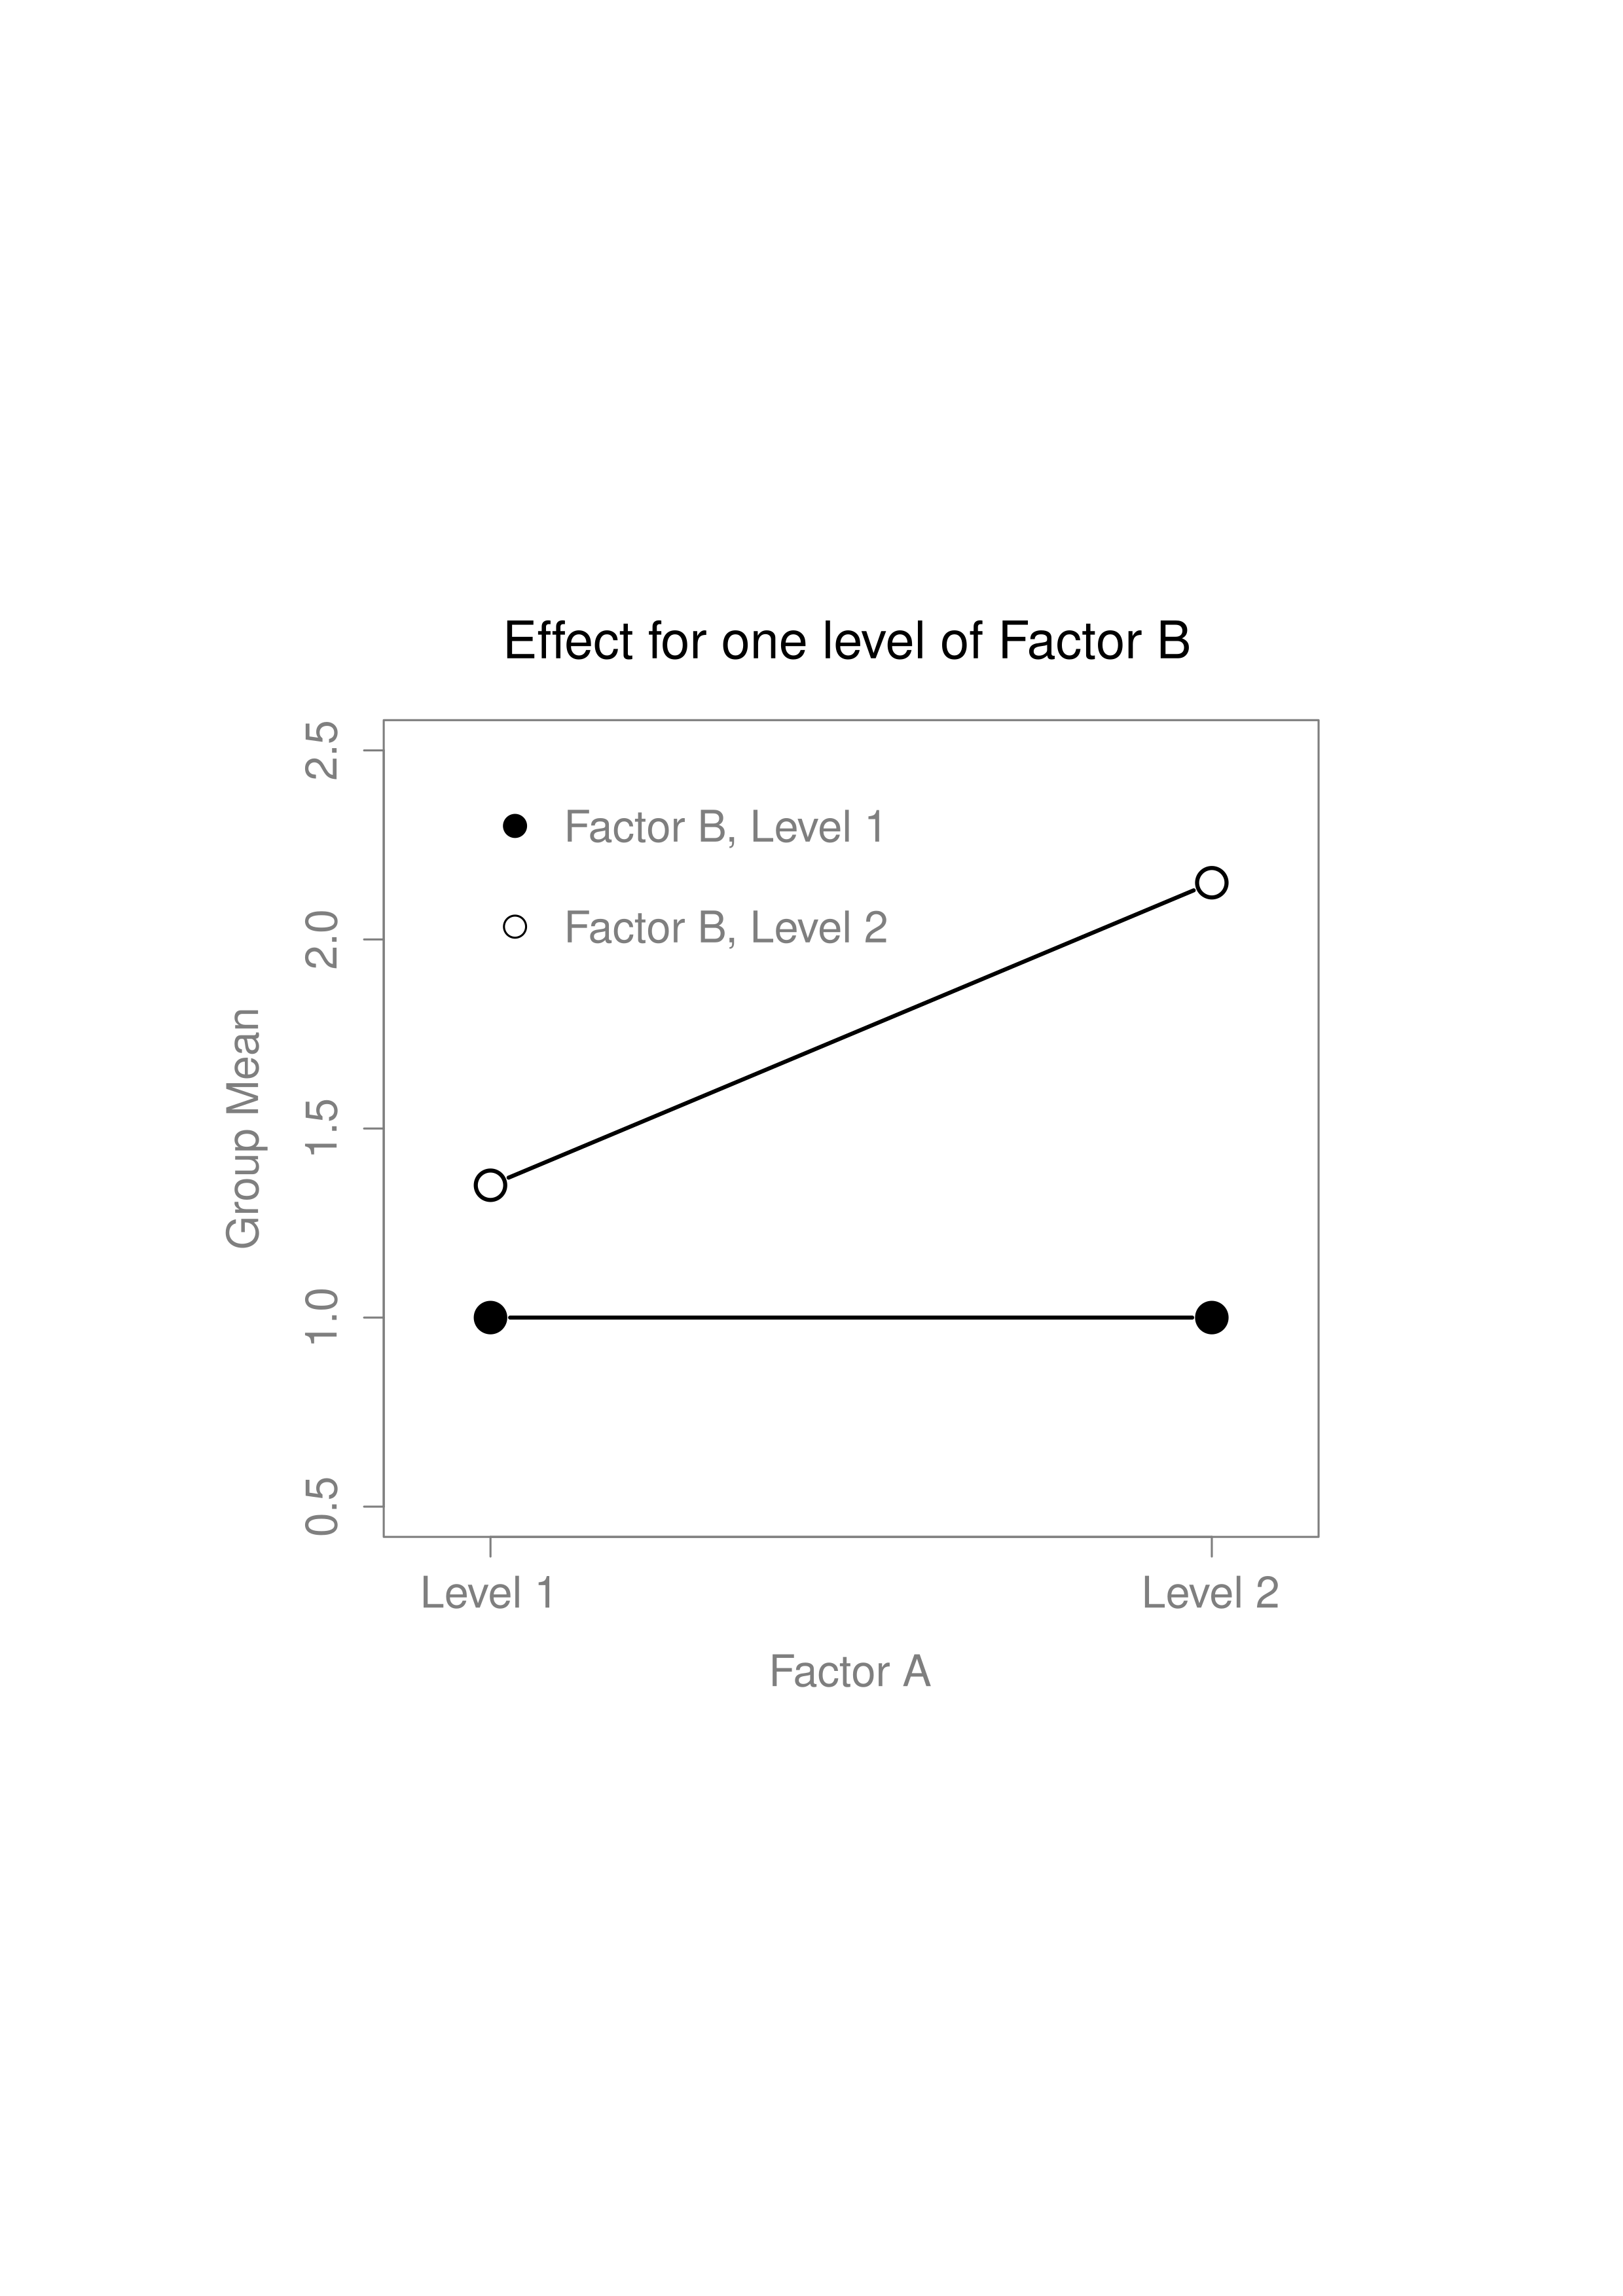 Effect for one level of Factor B
2.5
2.0
1.5
1.0
0.5
Group Mean
Factor B, Level 1
Factor B, Level 2
Level 1
Level 2
Factor A